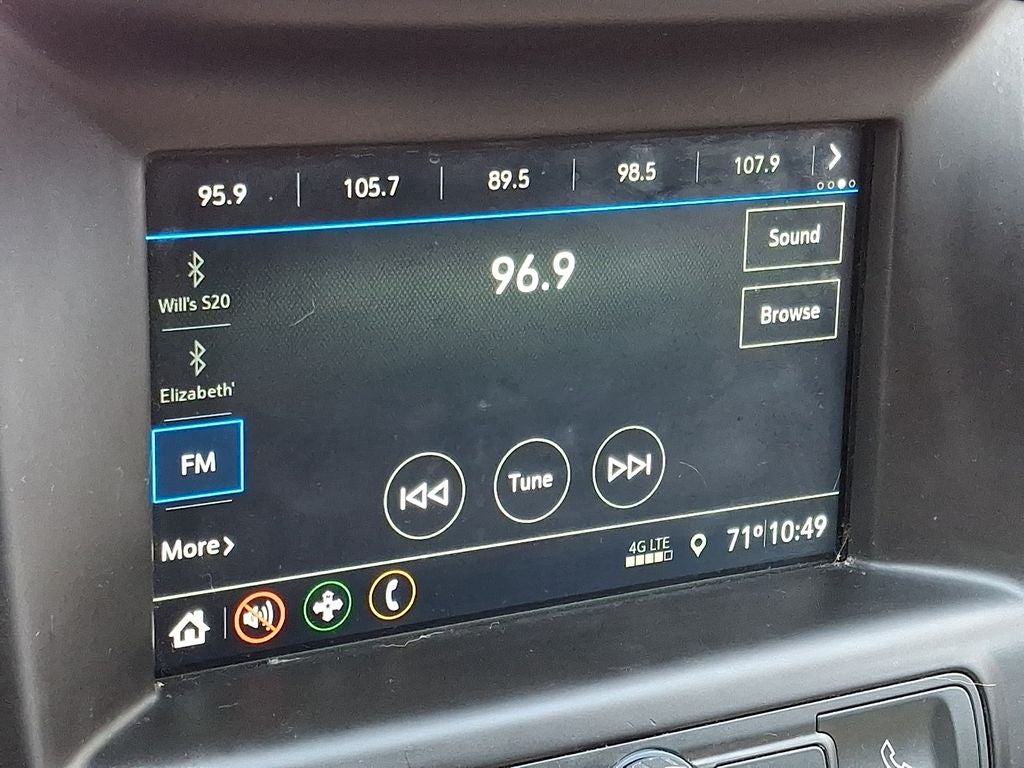 95.9 105.7 89.5 98.5 107.9
Sound
96.9
Will's S20
Browse
Elizabeth'
FM
Tune
More
4G LTE 71° 10:49